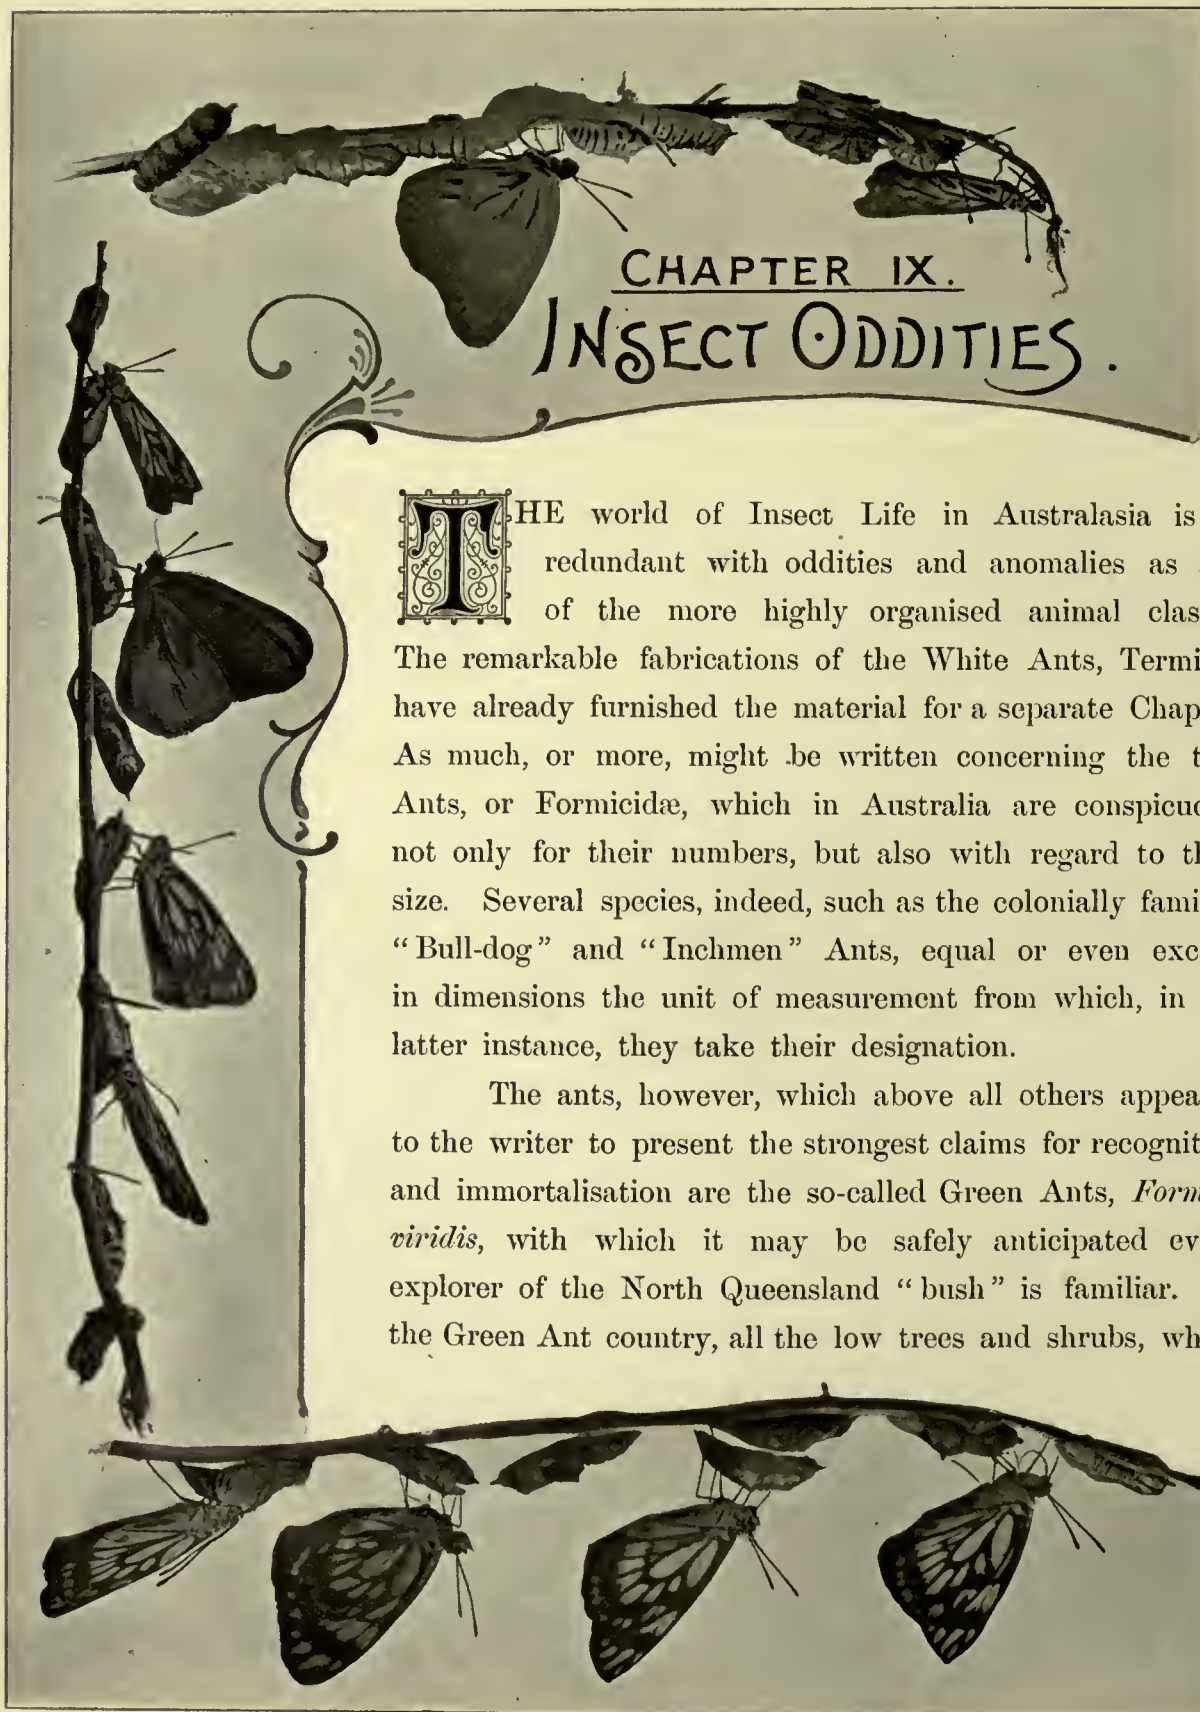 CHAPTER IX.
INSECT ODDITIES.
THE world of Insect Life in Australasia is
redundant with oddities and anomalies as
of the more highly organised animal clas
The remarkable fabrications of the White Ants, Termi
have already furnished the material for a separate Chap
As much, or more, might be written concerning the t
Ants, or Formicidæ, which in Australia are conspicuo
not only for their numbers, but also with regard to th
size. Several species, indeed, such as the colonially fami
“Bull-dog” and “Inchmen” Ants, equal or even exc
in dimensions the unit of measurement from which, in
latter instance, they take their designation.
The ants, however, which above all others appea
to the writer to present the strongest claims for recognit
and immortalisation are the so-called Green Ants, Form
viridis, with which it may be safely anticipated ev
explorer of the North Queensland “bush” is familiar.
the Green Ant country, all the low trees and shrubs, wh